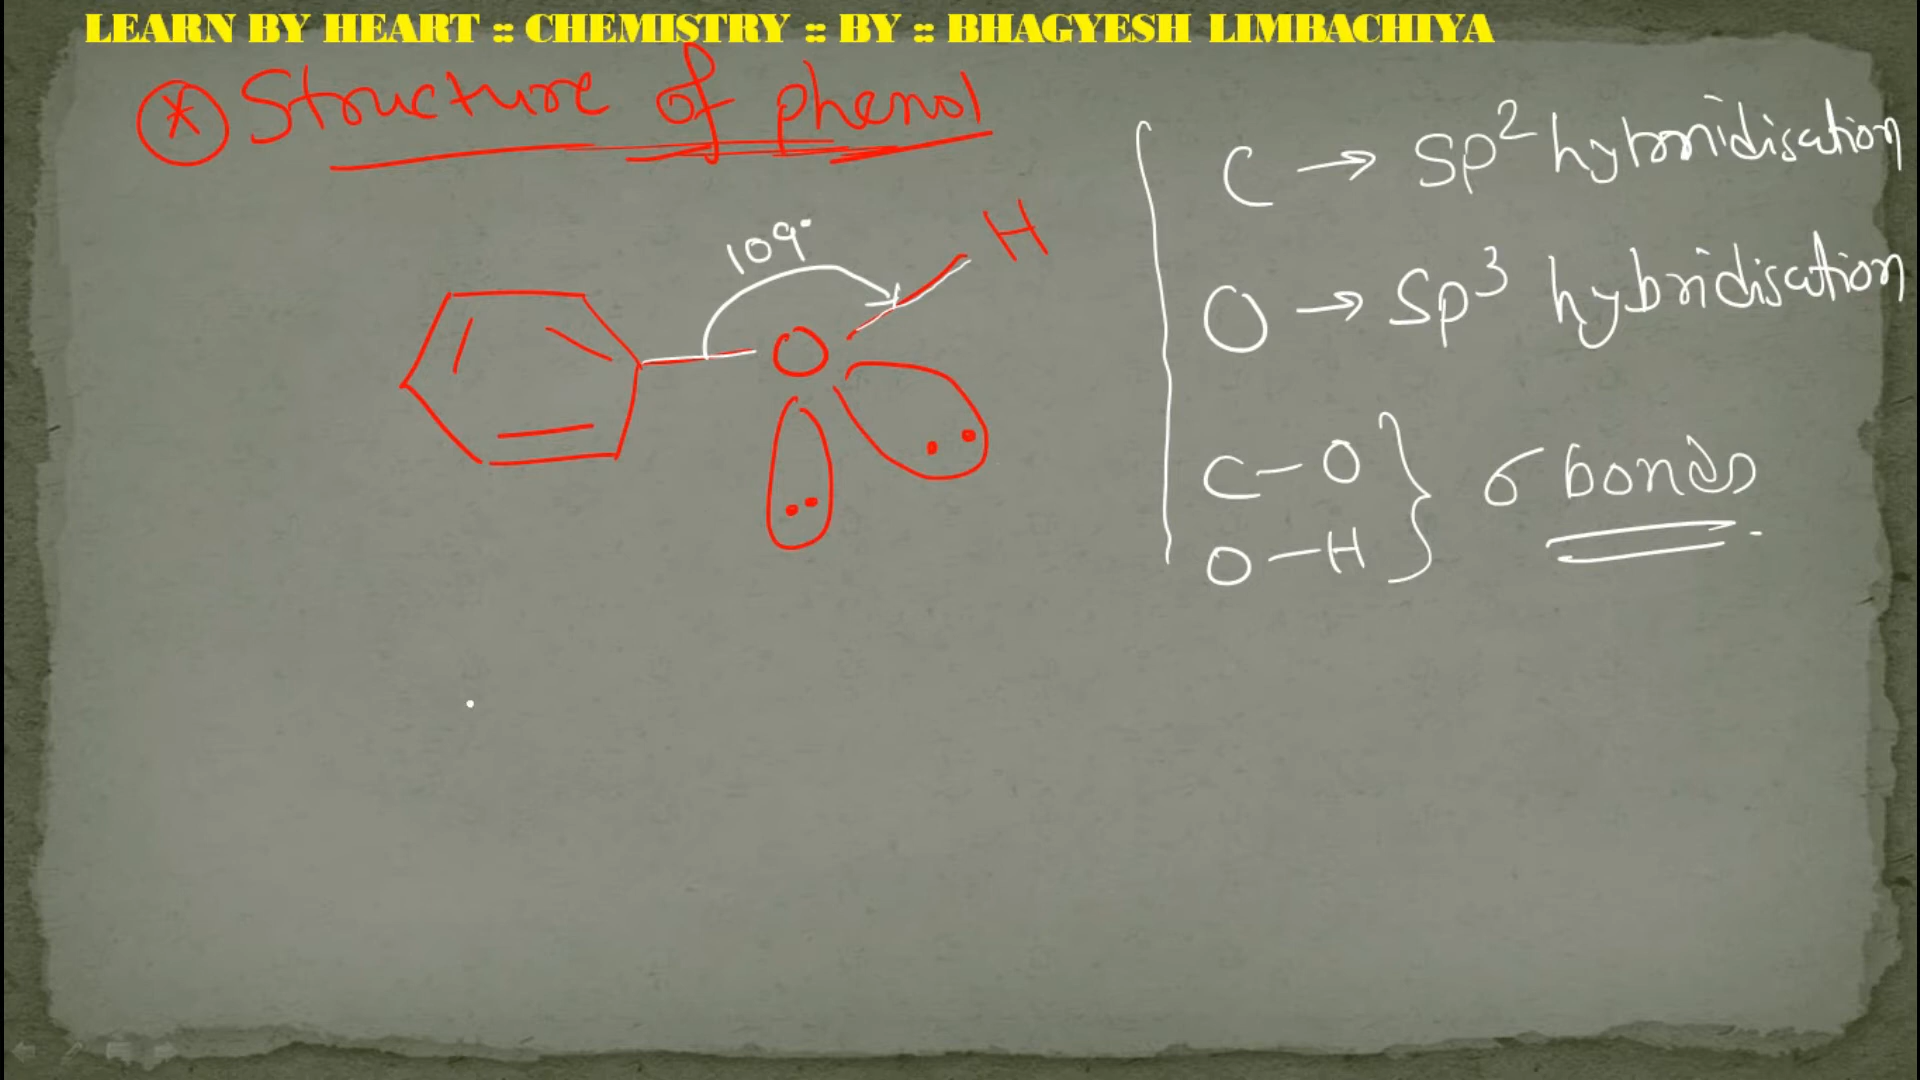 LEARN BY HEART :: CHEMISTRY :: BY :: BHAGYESH LIMBACHIYA
* Structure of phenol
109°
H
O
C → Sp² hybridisation
O → Sp³ hybridisation
C – O
O – H
σ bonds